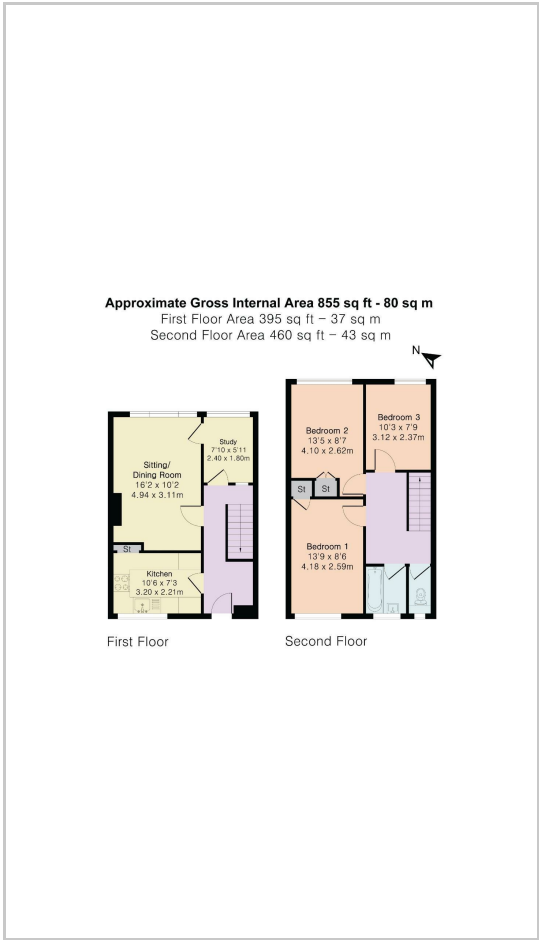 Approximate Gross Internal Area 855 sq ft - 80 sq m
First Floor Area 395 sq ft – 37 sq m
Second Floor Area 460 sq ft – 43 sq m
N
Study
7'10 x 5'11
2.40 x 1.80m
Sitting/
Dining Room
16'2 x 10'2
4.94 x 3.11m
St
Kitchen
10'6 x 7'3
3.20 x 2.21m
First Floor
Bedroom 2
13'5 x 8'7
4.10 x 2.62m
Bedroom 3
10'3 x 7'9
3.12 x 2.37m
St
St
Bedroom 1
13'9 x 8'6
4.18 x 2.59m
Second Floor